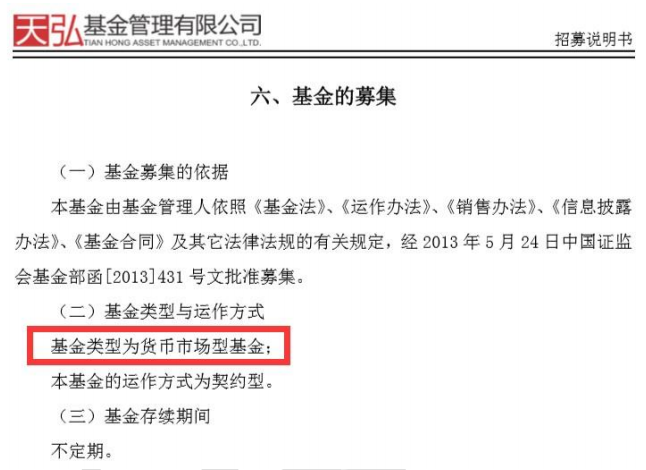 天弘基金管理有限公司
TIAN HONG ASSET MANAGEMENT CO.,LTD.
招募说明书
六、基金的募集
（一）基金募集的依据
本基金由基金管理人依照《基金法》、《运作办法》、《销售办法》、《信息披露
办法》、《基金合同》及其它法律法规的有关规定，经 2013 年 5 月 24 日中国证监
会基金部函[2013]431 号文批准募集。
（二）基金类型与运作方式
基金类型为货币市场型基金；
本基金的运作方式为契约型。
（三）基金存续期间
不定期。